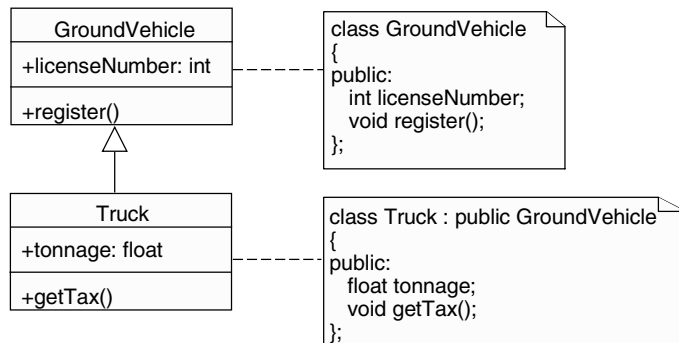 GroundVehicle
+licenseNumber: int
+register()
class GroundVehicle
{
public:
int licenseNumber;
void register();
};
Truck
+tonnage: float
+getTax()
class Truck : public GroundVehicle
{
public:
float tonnage;
void getTax();
};